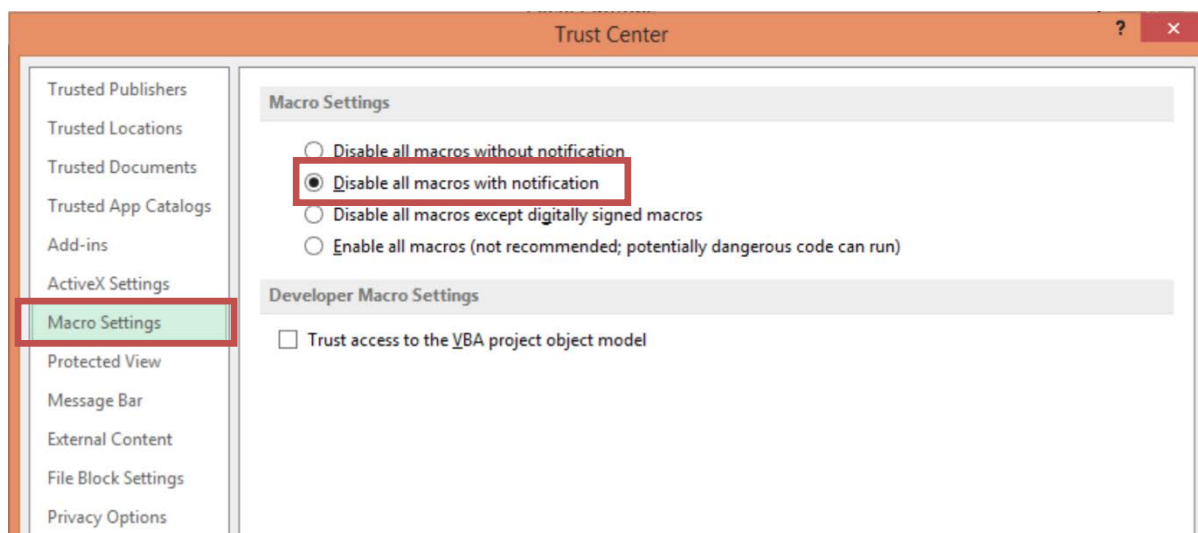 Trust Center
?
Trusted Publishers
Trusted Locations
Trusted Documents
Trusted App Catalogs
Add-ins
ActiveX Settings
Macro Settings
Protected View
Message Bar
External Content
File Block Settings
Privacy Options
Macro Settings
Disable all macros without notification
Disable all macros with notification
Disable all macros except digitally signed macros
Enable all macros (not recommended; potentially dangerous code can run)
Developer Macro Settings
Trust access to the VBA project object model